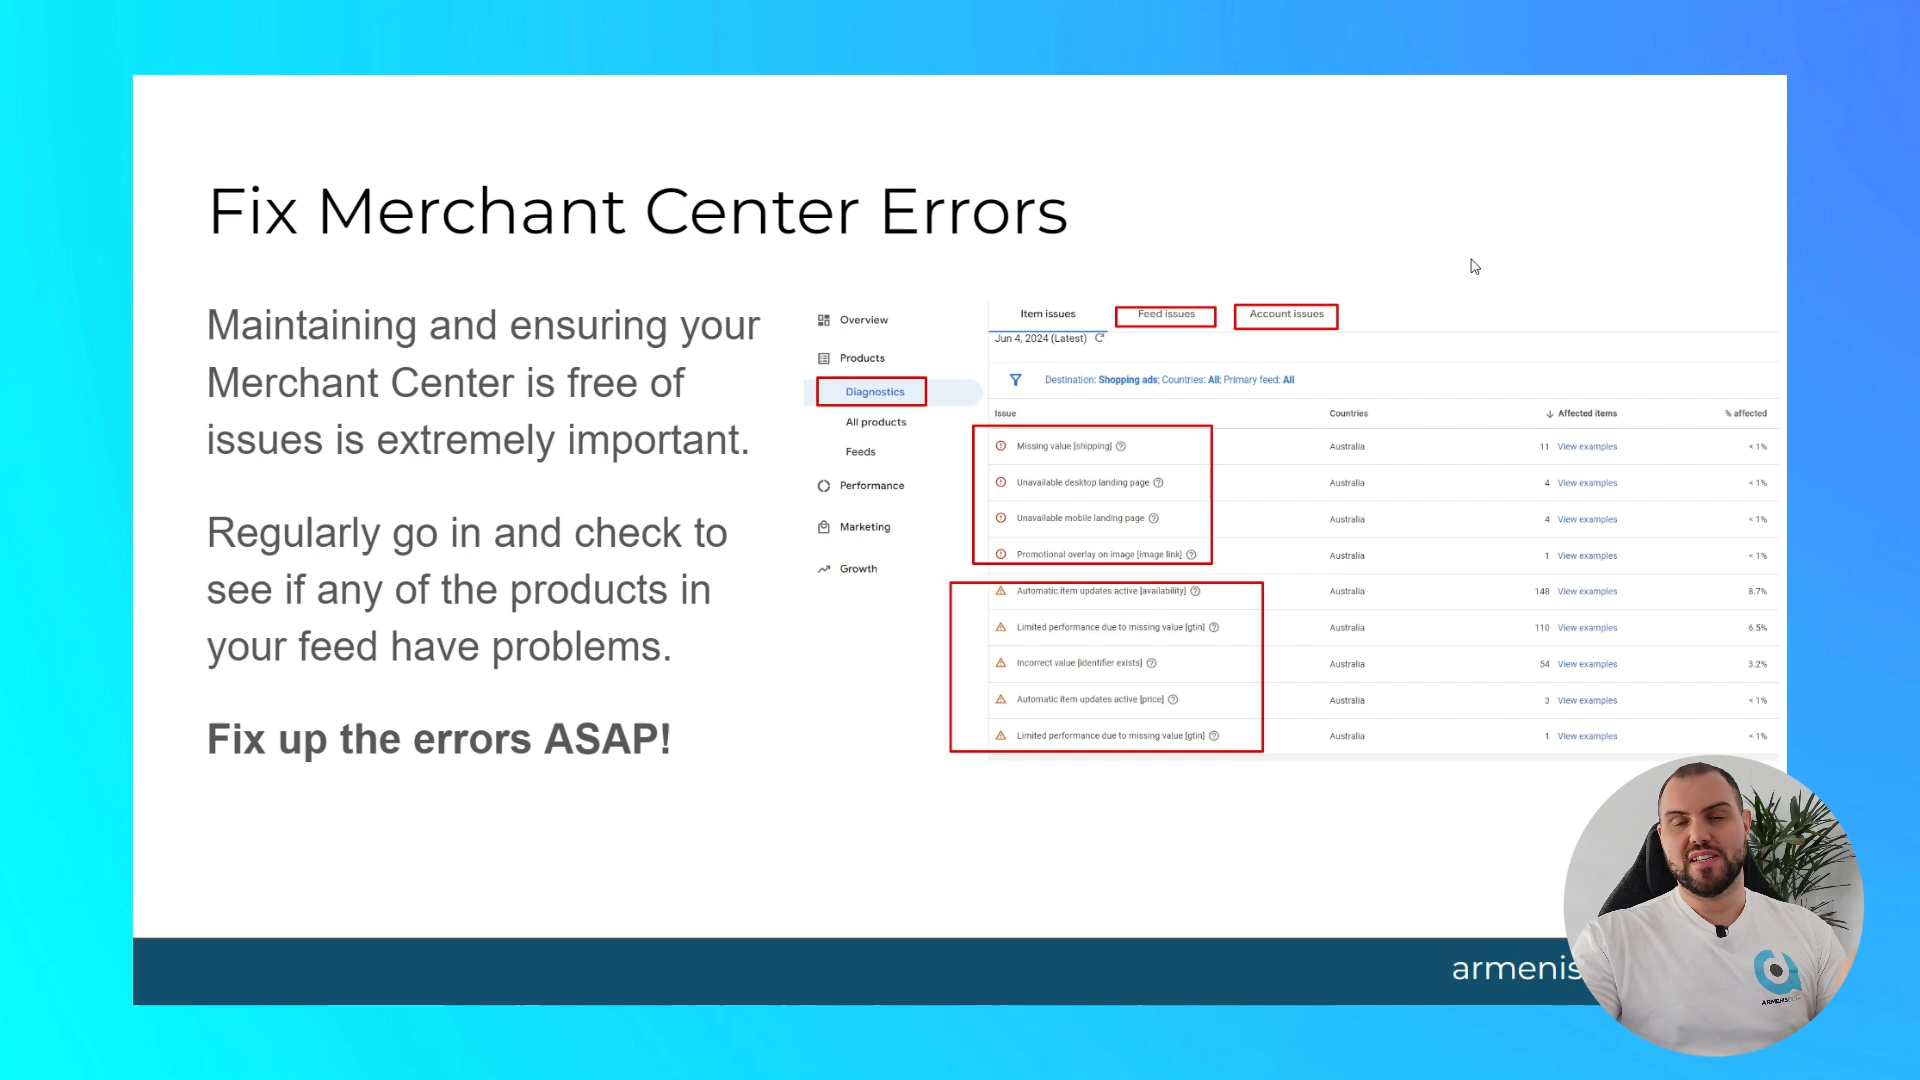 Fix Merchant Center Errors
Maintaining and ensuring your
Merchant Center is free of
issues is extremely important.
Regularly go in and check to
see if any of the products in
your feed have problems.
Fix up the errors ASAP!
Overview
Products
Diagnostics
All products
Feeds
Performance
Marketing
Growth
Item issues Feed issues Account issues
Jun 4, 2024 (Latest)
Destination: Shopping ads; Countries: All; Primary feed: All
Issue Countries Affected items % affected
Missing value [shipping] Australia 11 View examples < 1%
Unavailable desktop landing page Australia 4 View examples < 1%
Unavailable mobile landing page Australia 4 View examples < 1%
Promotional overlay on image [image link] Australia 1 View examples < 1%
Automatic item updates active [availability] Australia 148 View examples 8.7%
Limited performance due to missing value [gtin] Australia 110 View examples 6.5%
Incorrect value [identifier exists] Australia 54 View examples 3.2%
Automatic item updates active [price] Australia 3 View examples < 1%
Limited performance due to missing value [gtin] Australia 1 View examples < 1%
armenis